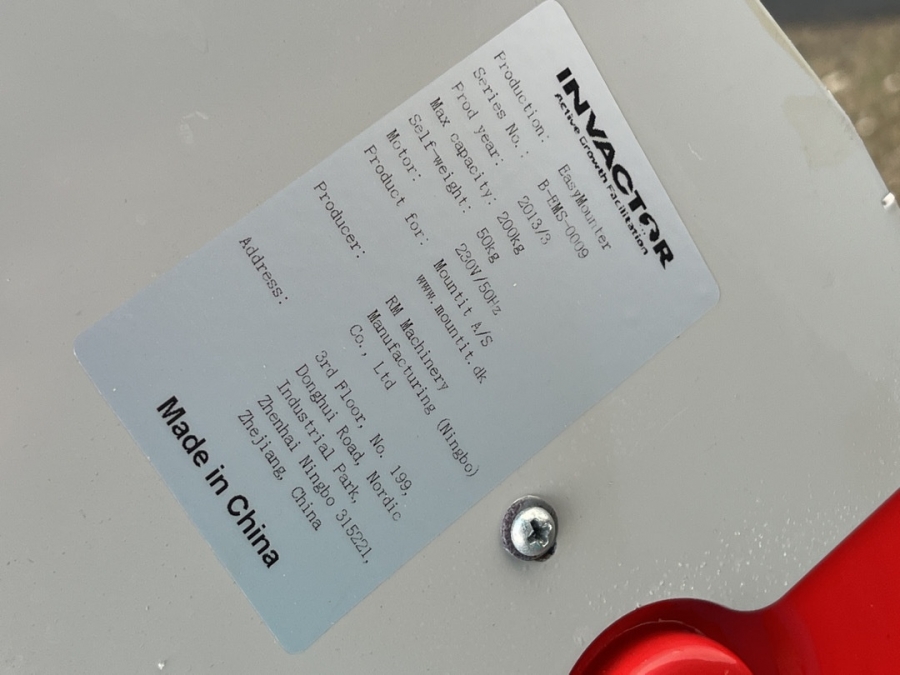 INVACTOR
Active Growth Facilitation
Production: EasyMounter
Series No.: B-EMS-0009
Prod year: 2013/3
Max capacity: 200kg
Self-weight: 50kg
Motor: 230V/50Hz
Product for: Mountit A/S
www.mountit.dk
Producer: RM Machinery
Manufacturing (Ningbo)
Co., Ltd
Address: 3rd Floor, No. 199,
Donghui Road, Nordic
Industrial Park,
Zhenhai Ningbo 315221,
Zhejiang, China
Made in China